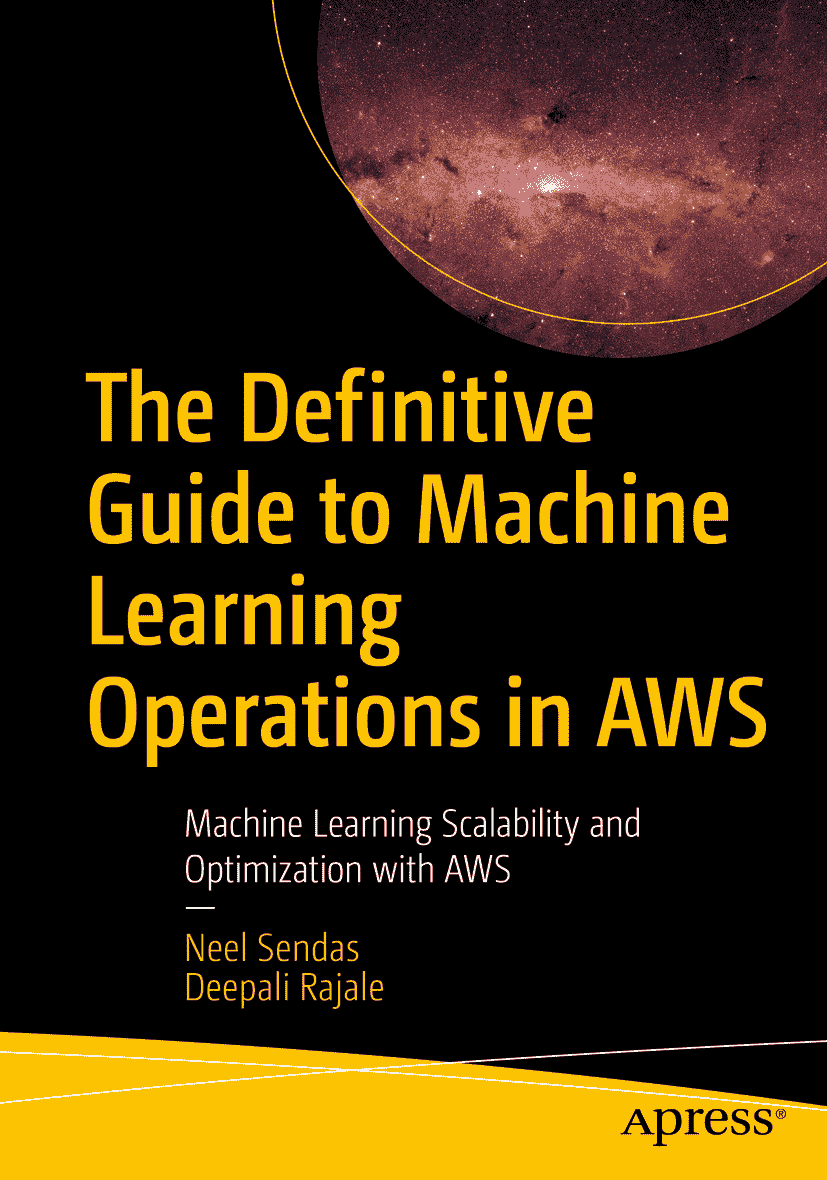 The Definitive
Guide to Machine
Learning
Operations in AWS
Machine Learning Scalability and
Optimization with AWS
Neel Sendas
Deepali Rajale
Apress®